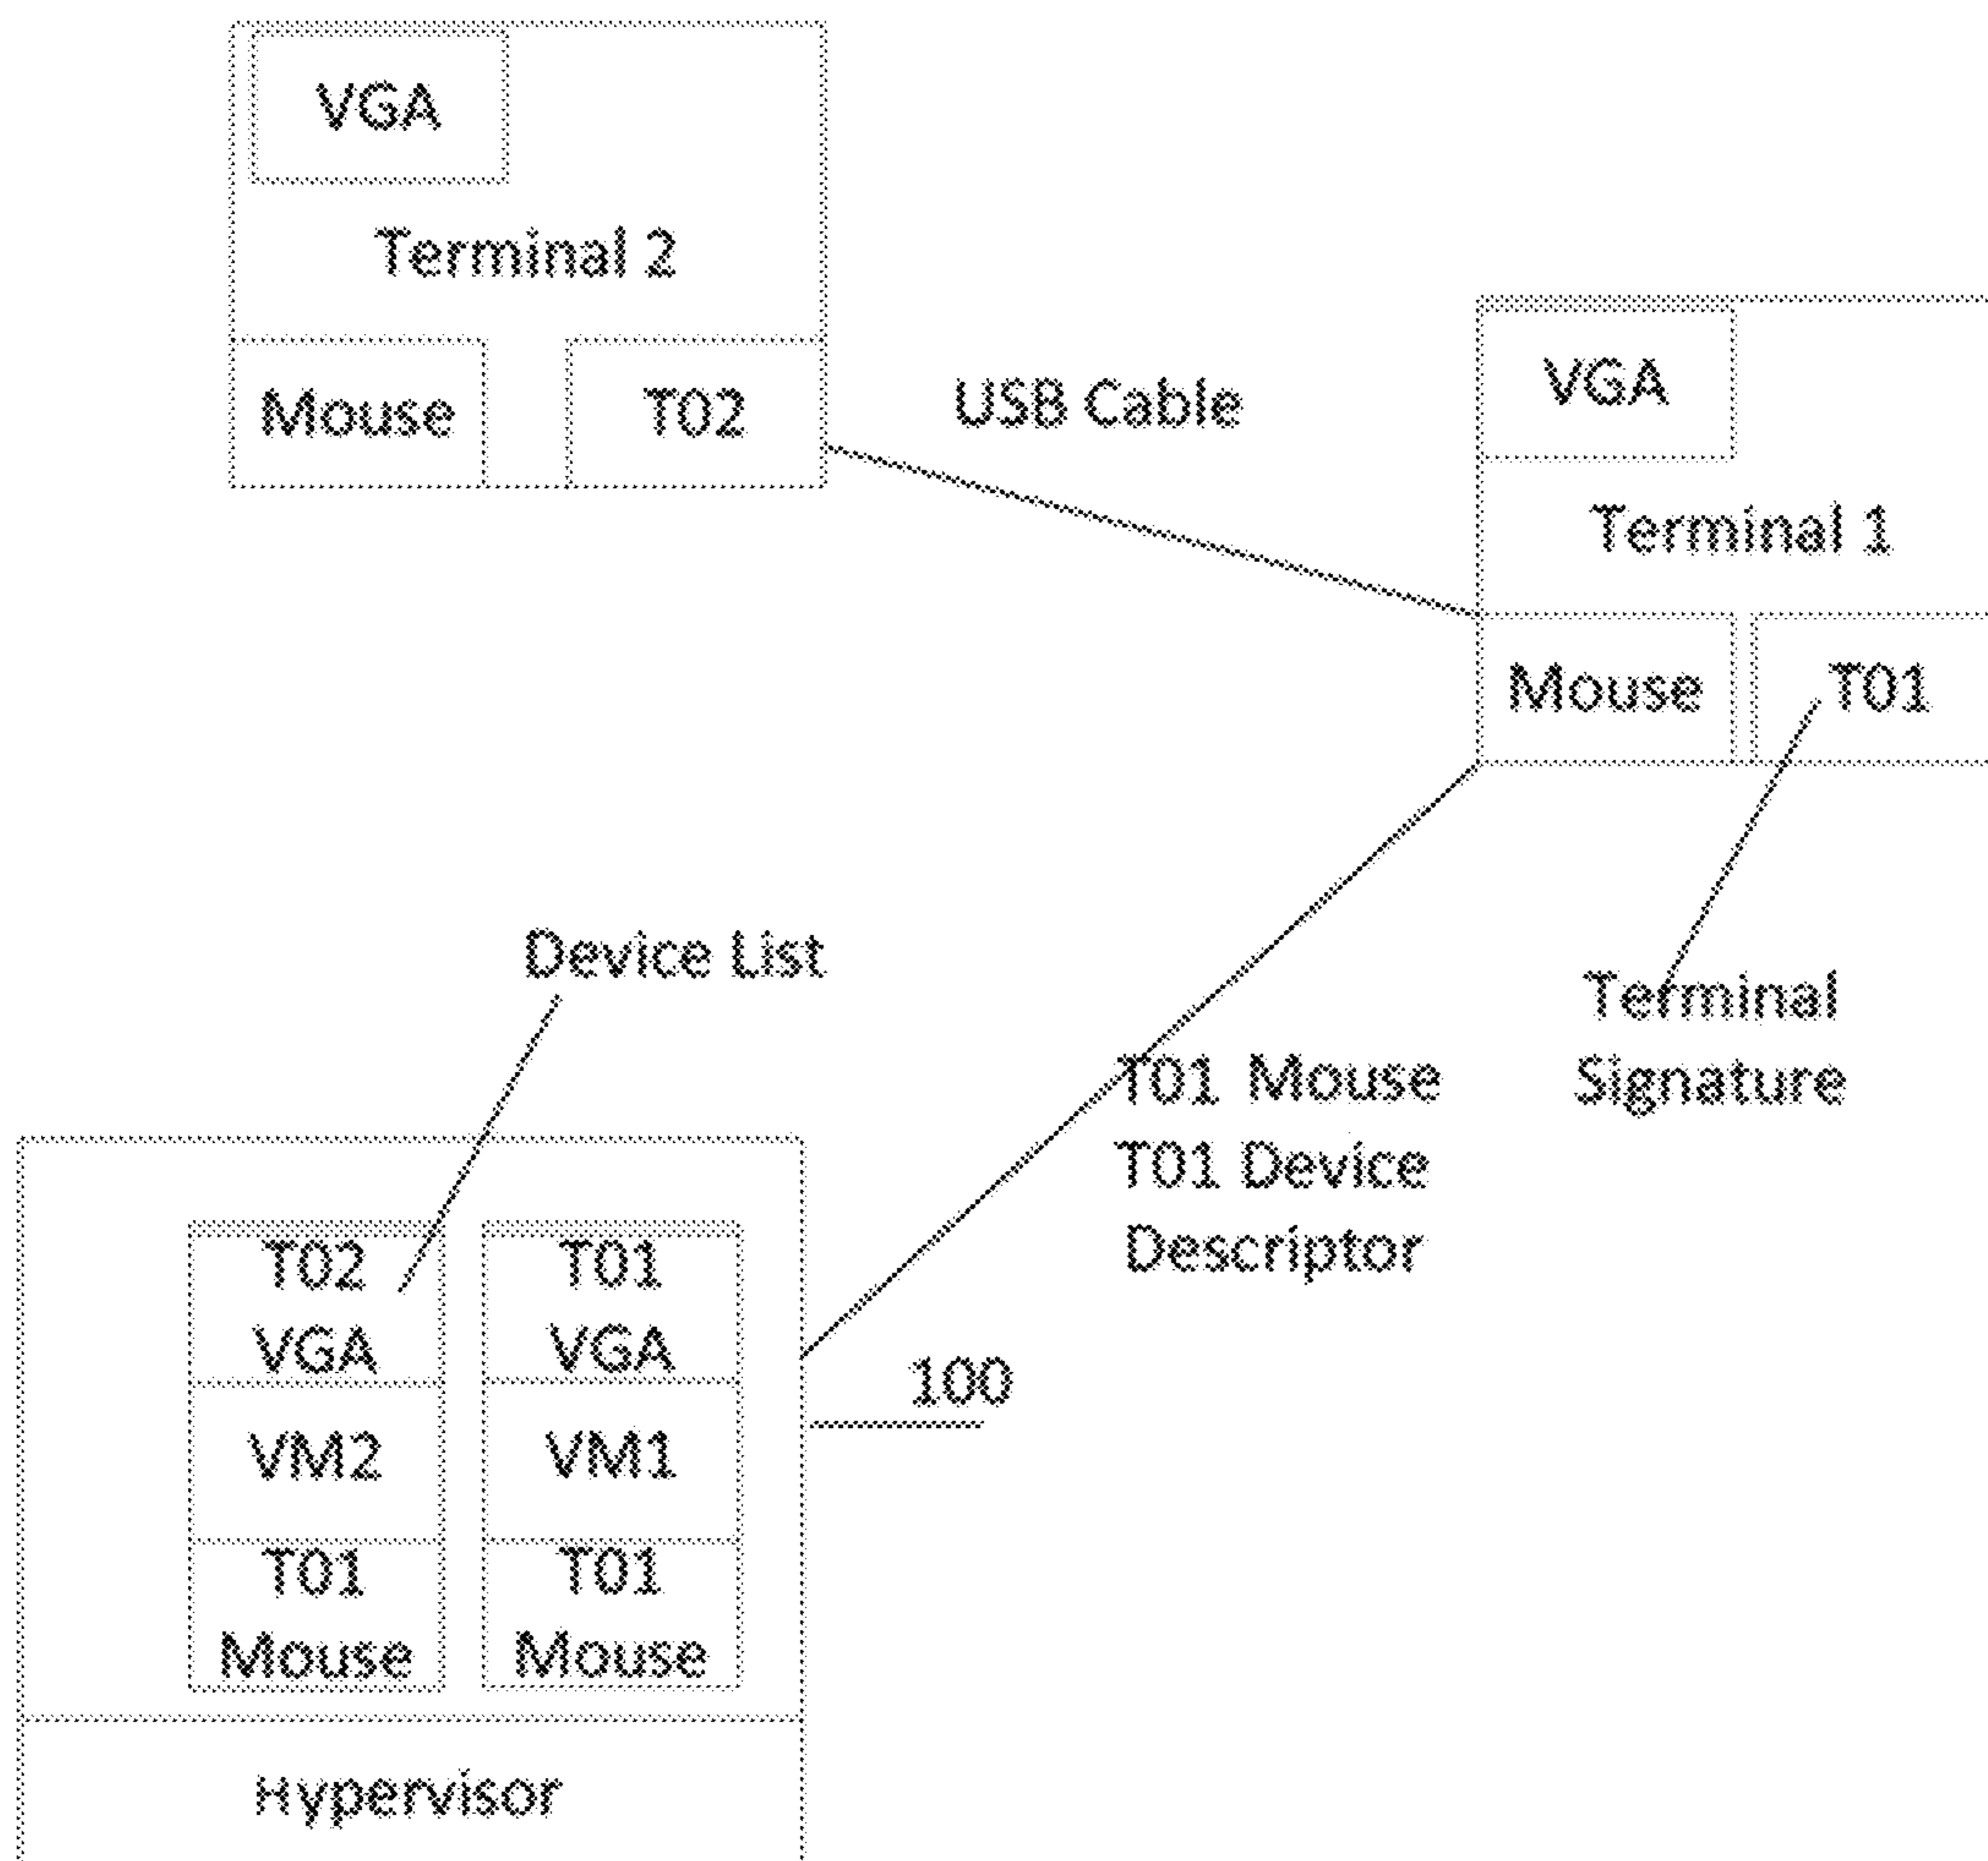 VGA
Terminal 2
Mouse
T02
USB Cable
VGA
Terminal 1
Mouse
T01
Device List
Terminal
Signature
T01 Mouse
T01 Device
Descriptor
T02
VGA
VM2
T01
Mouse
T01
VGA
VM1
T01
Mouse
100
Hypervisor